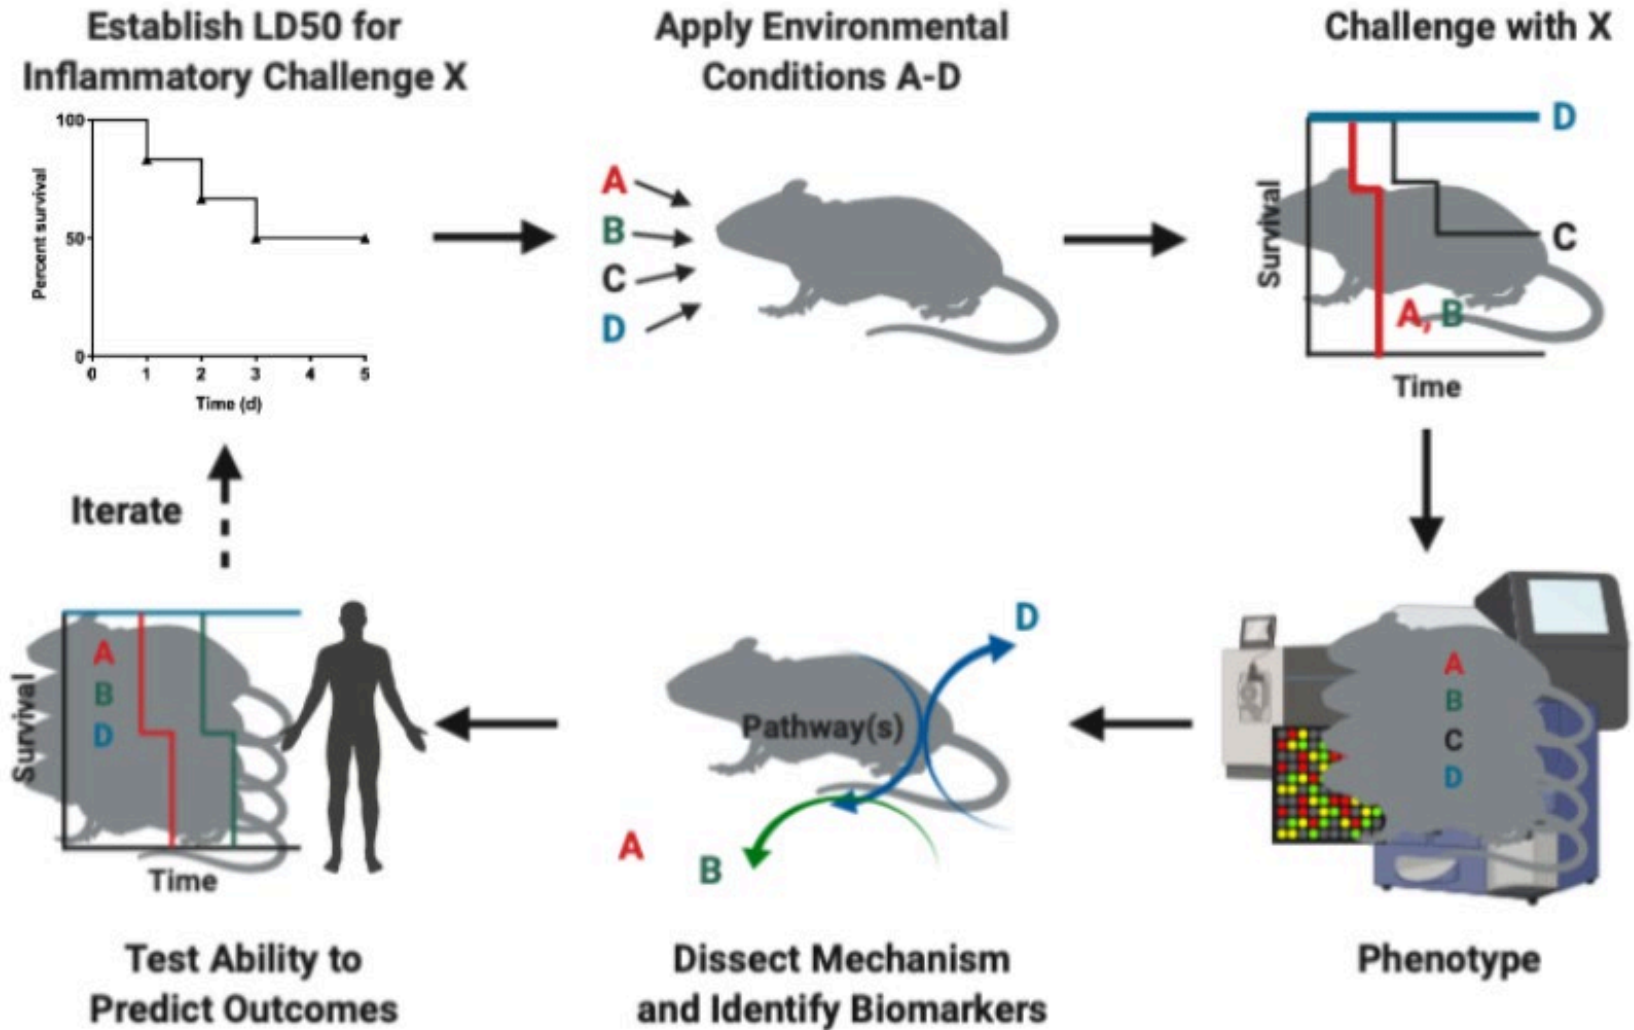 Establish LD50 for
Inflammatory Challenge X
100
50
0
Percent survival
0 1 2 3 4 5
Time (d)
Apply Environmental
Conditions A-D
A
B
C
D
Challenge with X
D
C
A, B
Survival
Time
Iterate
A
B
D
Survival
Time
Test Ability to
Predict Outcomes
D
Pathway(s)
A
B
Dissect Mechanism
and Identify Biomarkers
A
B
C
D
Phenotype